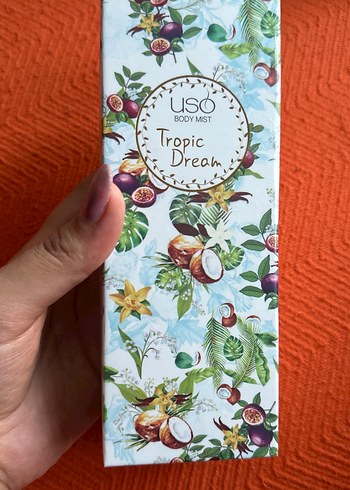 USO
BODY MIST
Tropic
Dream